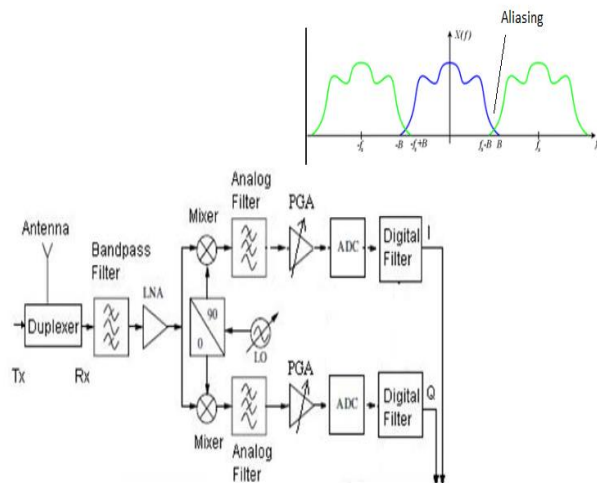 Aliasing
X(f)
-fs -B -fs+B fs-B B fs f
Analog
Filter
PGA
Mixer
Antenna
Bandpass
Filter
LNA
ADC
Digital
Filter
I
Duplexer
90
0
LO
Tx
Rx
PGA
Mixer
Analog
Filter
ADC
Digital
Filter
Q